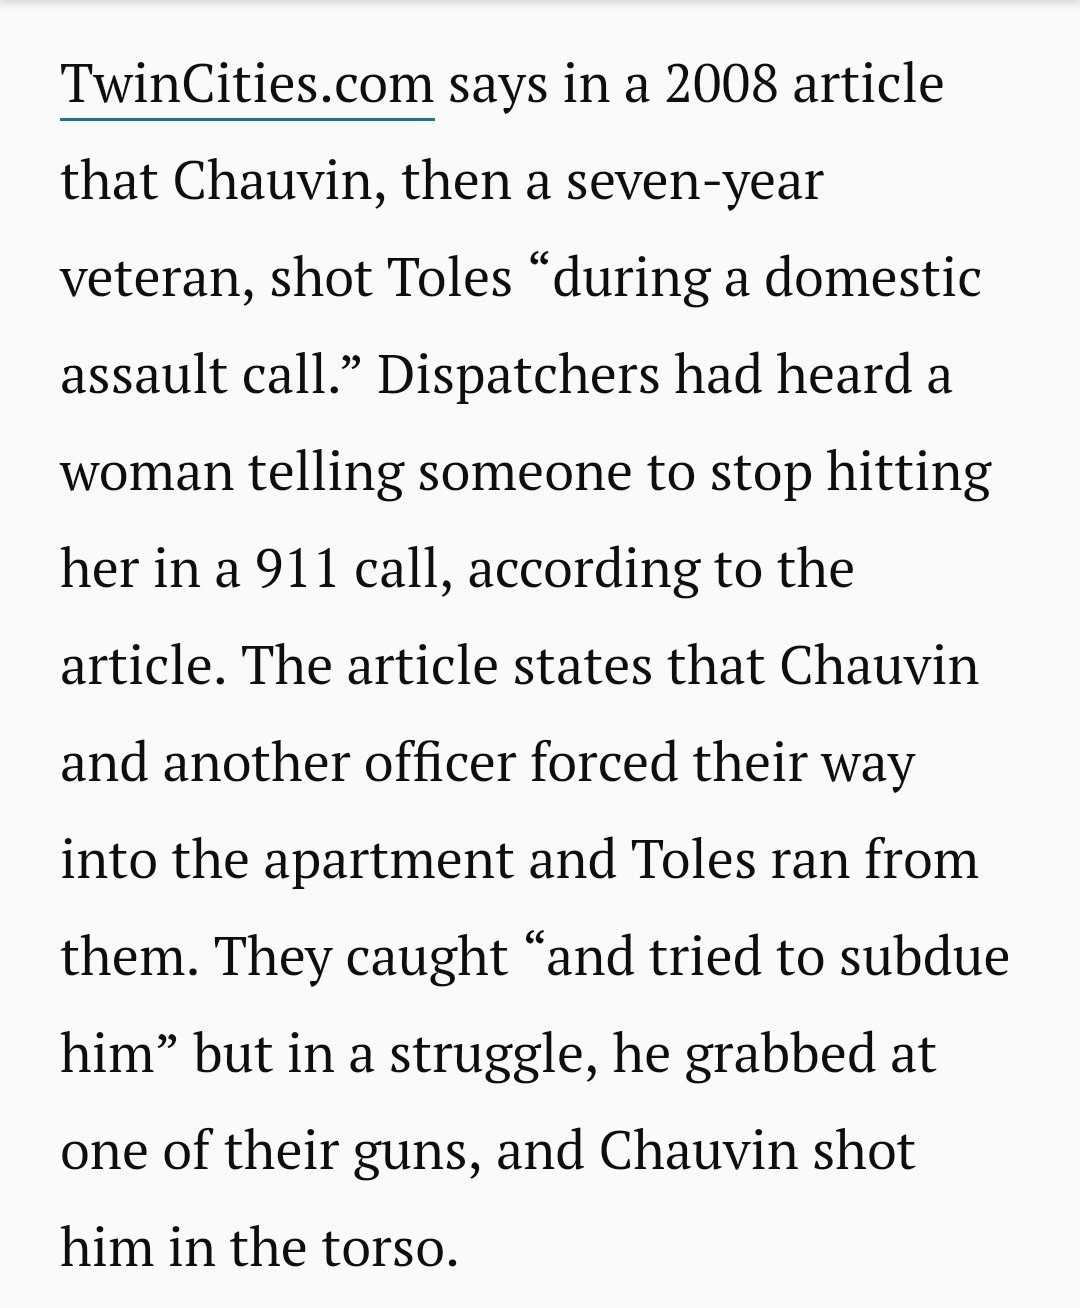 TwinCities.com says in a 2008 article
that Chauvin, then a seven-year
veteran, shot Toles “during a domestic
assault call.” Dispatchers had heard a
woman telling someone to stop hitting
her in a 911 call, according to the
article. The article states that Chauvin
and another officer forced their way
into the apartment and Toles ran from
them. They caught “and tried to subdue
him” but in a struggle, he grabbed at
one of their guns, and Chauvin shot
him in the torso.